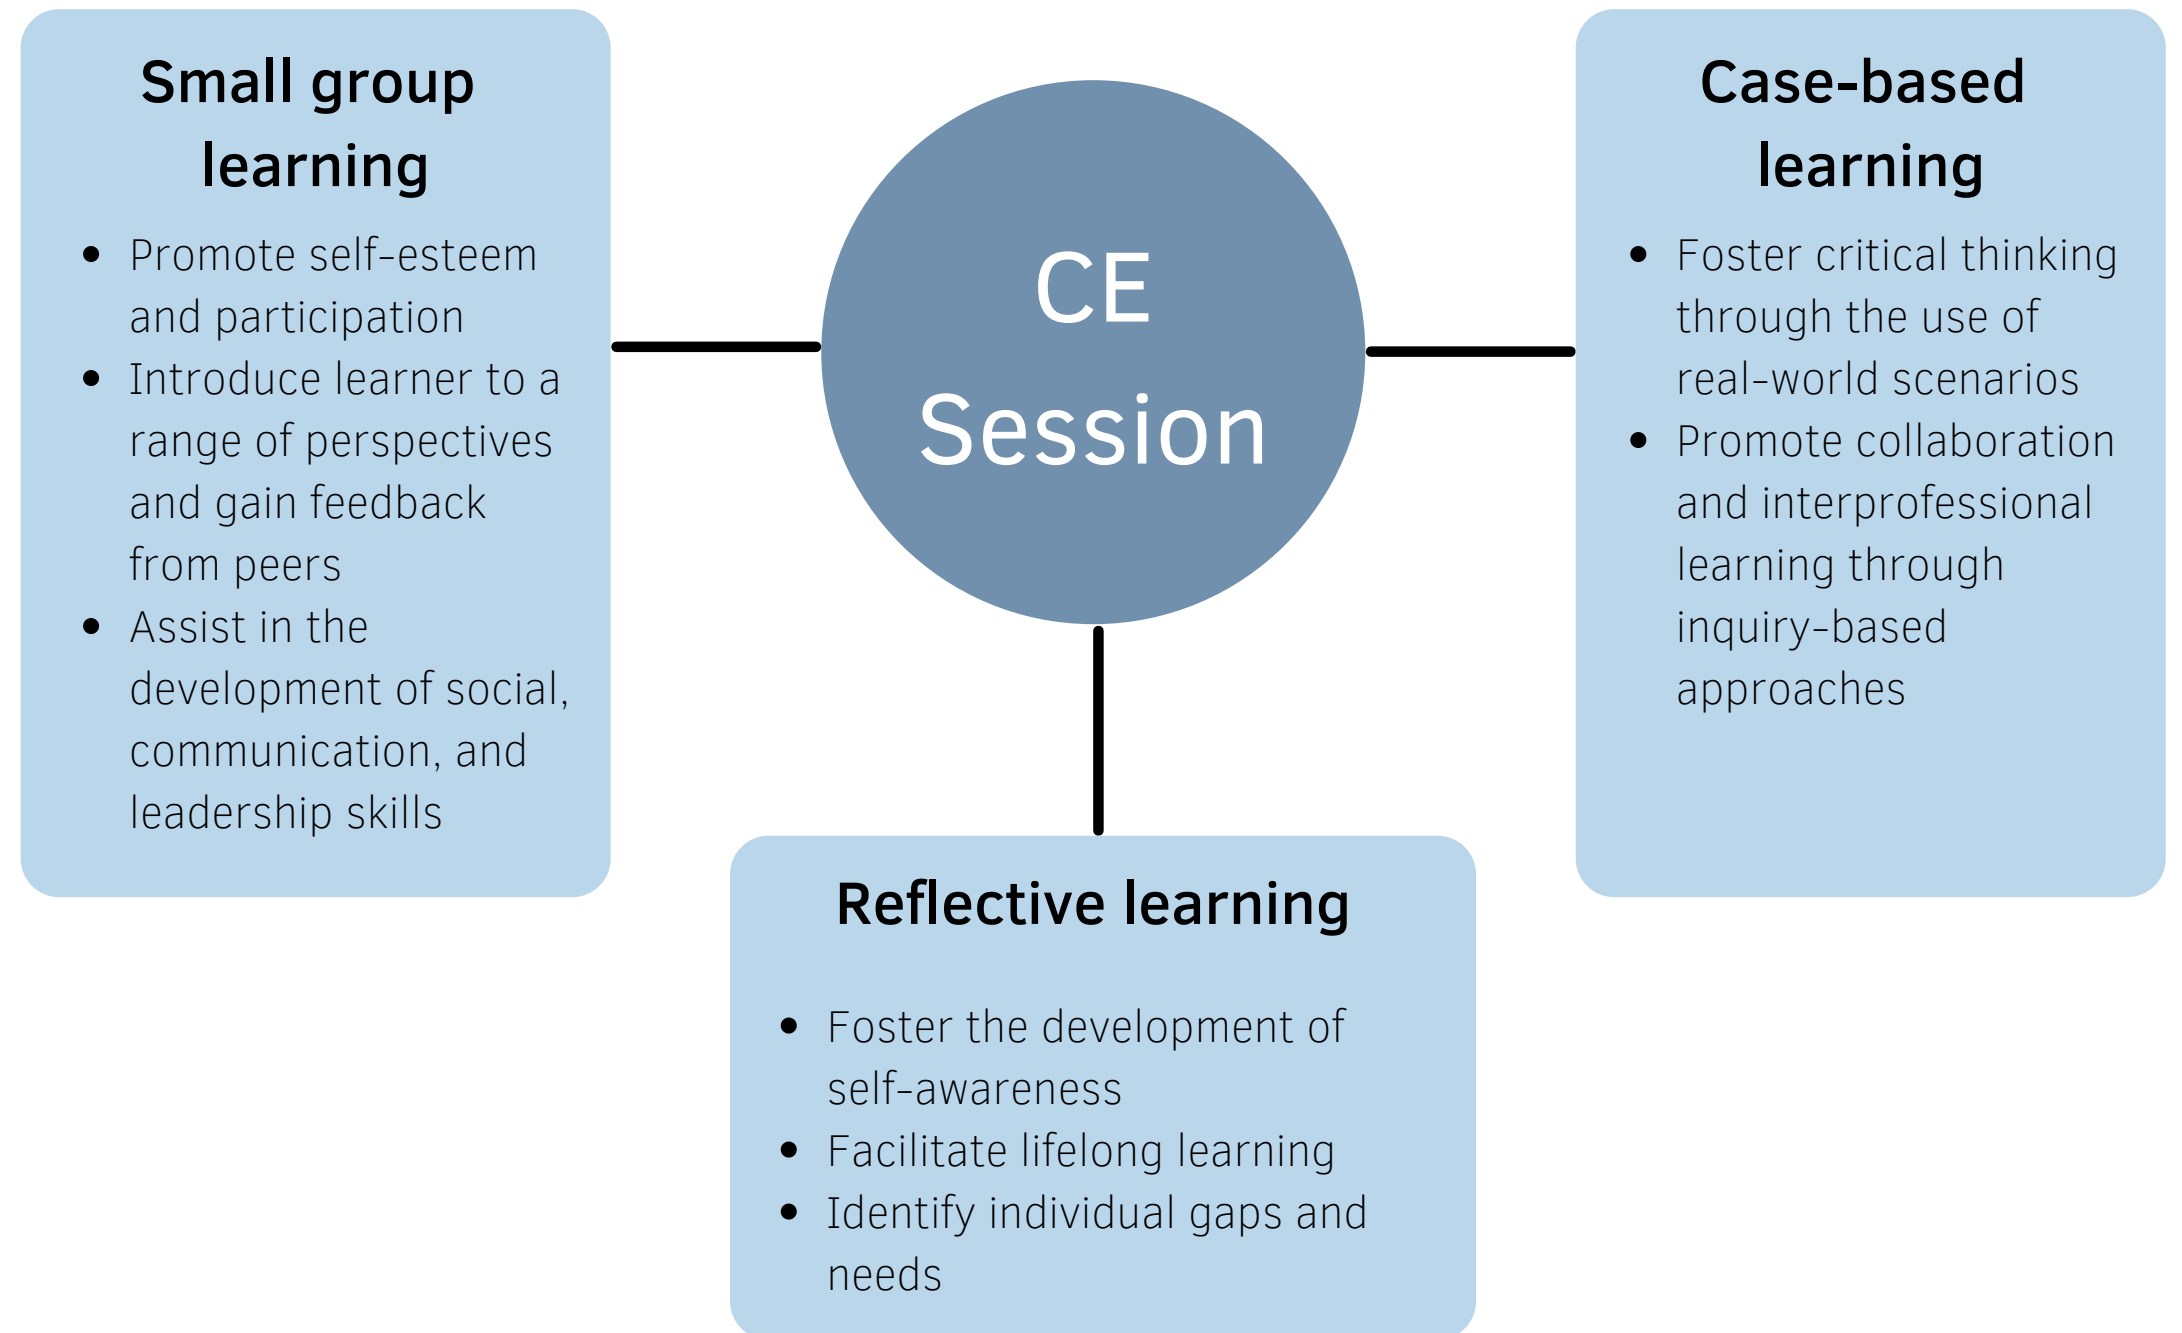 Small group
learning
• Promote self-esteem
and participation
• Introduce learner to a
range of perspectives
and gain feedback
from peers
• Assist in the
development of social,
communication, and
leadership skills
CE
Session
Case-based
learning
• Foster critical thinking
through the use of
real-world scenarios
• Promote collaboration
and interprofessional
learning through
inquiry-based
approaches
Reflective learning
• Foster the development of
self-awareness
• Facilitate lifelong learning
• Identify individual gaps and
needs